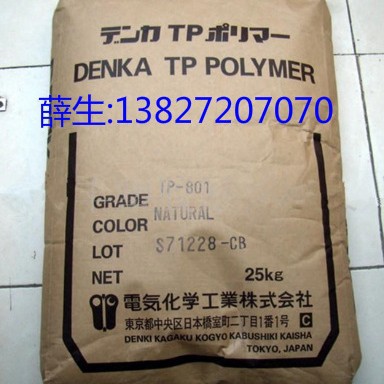 デンカ TP ポリマー
DENKA TP POLYMER
薛生:13827207070
GRADE TP-801
COLOR NATURAL
LOT S71228-CB
NET 25kg
電気化学工業株式会社
東京都中央区日本橋室町二丁目1番1号 C
DENKI KAGAKU KOGYO KABUSHIKI KAISHA
TOKYO, JAPAN